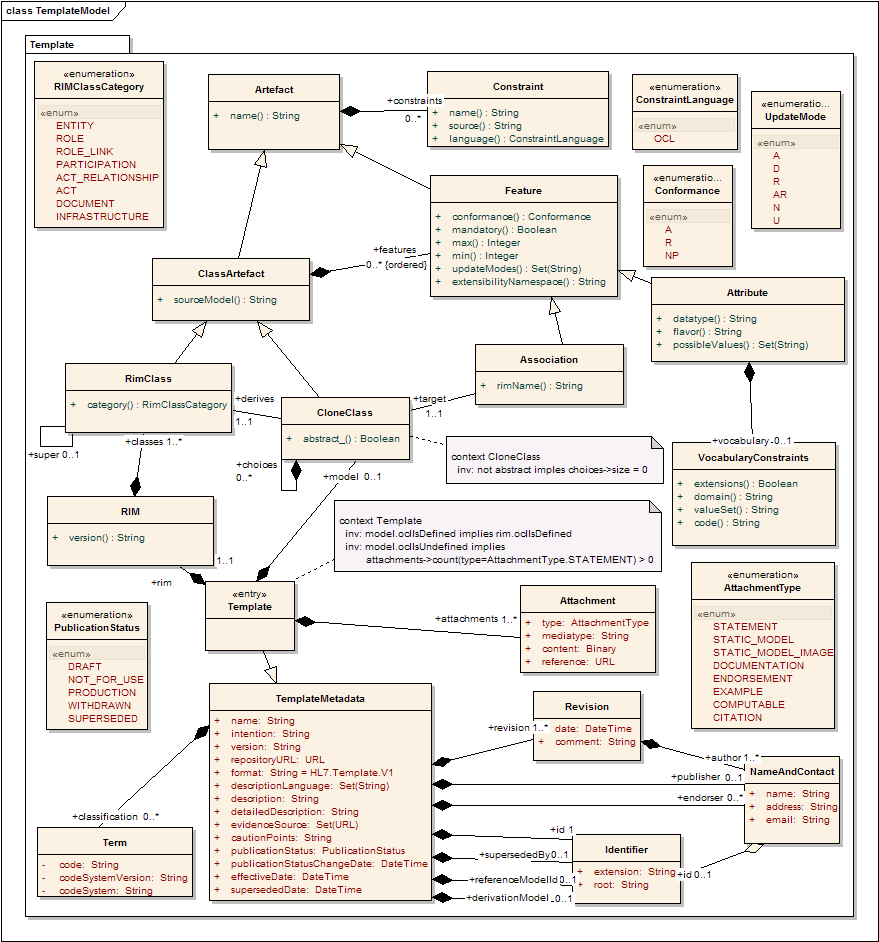 class TemplateModel
Template
«enumeration»
RIMClassCategory
«enum»
ENTITY
ROLE
ROLE_LINK
PARTICIPATION
ACT_RELATIONSHIP
ACT
DOCUMENT
INFRASTRUCTURE
Artefact
+ name() : String
+constraints
0..*
Constraint
+ name() : String
+ source() : String
+ language() : ConstraintLanguage
«enumeration»
ConstraintLanguage
«enum»
OCL
«enumeratio...
UpdateMode
«enum»
A
D
R
AR
N
U
«enumeratio...
Conformance
«enum»
A
R
NP
Feature
+ conformance() : Conformance
+ mandatory() : Boolean
+ max() : Integer
+ min() : Integer
+ updateModes() : Set(String)
+ extensibilityNamespace() : String
+features
0..* {ordered}
ClassArtefact
+ sourceModel() : String
Attribute
+ datatype() : String
+ flavor() : String
+ possibleValues() : Set(String)
Association
+ rimName() : String
RimClass
+ category() : RimClassCategory
+derives
1..1
+target
1..1
CloneClass
+ abstract_() : Boolean
+super 0..1
+classes 1..*
+choices
0..*
+model 0..1
context CloneClass
inv: not abstract imples choices->size = 0
+vocabulary 0..1
VocabularyConstraints
+ extensions() : Boolean
+ domain() : String
+ valueSet() : String
+ code() : String
RIM
+ version() : String
1..1
+rim
context Template
inv: model.oclIsDefined implies rim.oclIsDefined
inv: model.oclIsUndefined implies
attachments->count(type=AttachmentType.STATEMENT) > 0
«entry»
Template
+attachments 1..*
Attachment
+ type: AttachmentType
+ mediatype: String
+ content: Binary
+ reference: URL
«enumeration»
AttachmentType
«enum»
STATEMENT
STATIC_MODEL
STATIC_MODEL_IMAGE
DOCUMENTATION
ENDORSEMENT
EXAMPLE
COMPUTABLE
CITATION
«enumeration»
PublicationStatus
«enum»
DRAFT
NOT_FOR_USE
PRODUCTION
WITHDRAWN
SUPERSEDED
TemplateMetadata
+ name: String
+ intention: String
+ version: String
+ repositoryURL: URL
+ format: String = HL7.Template.V1
+ descriptionLanguage: Set(String)
+ description: String
+ detailedDescription: String
+ evidenceSource: Set(URL)
+ cautionPoints: String
+ publicationStatus: PublicationStatus
+ publicationStatusChangeDate: DateTime
+ effectiveDate: DateTime
+ supersededDate: DateTime
+revision 1..*
Revision
date: DateTime
+ comment: String
+author 1..*
+publisher 0..1
+endorser 0..*
NameAndContact
+ name: String
+ address: String
+ email: String
+classification 0..*
Term
- code: String
- codeSystemVersion: String
- codeSystem: String
+id 1
+supersededBy 0..1
+referenceModelId 0..1
+derivationModel 0..1
Identifier
+ extension: String
+ root: String
+id 0..1